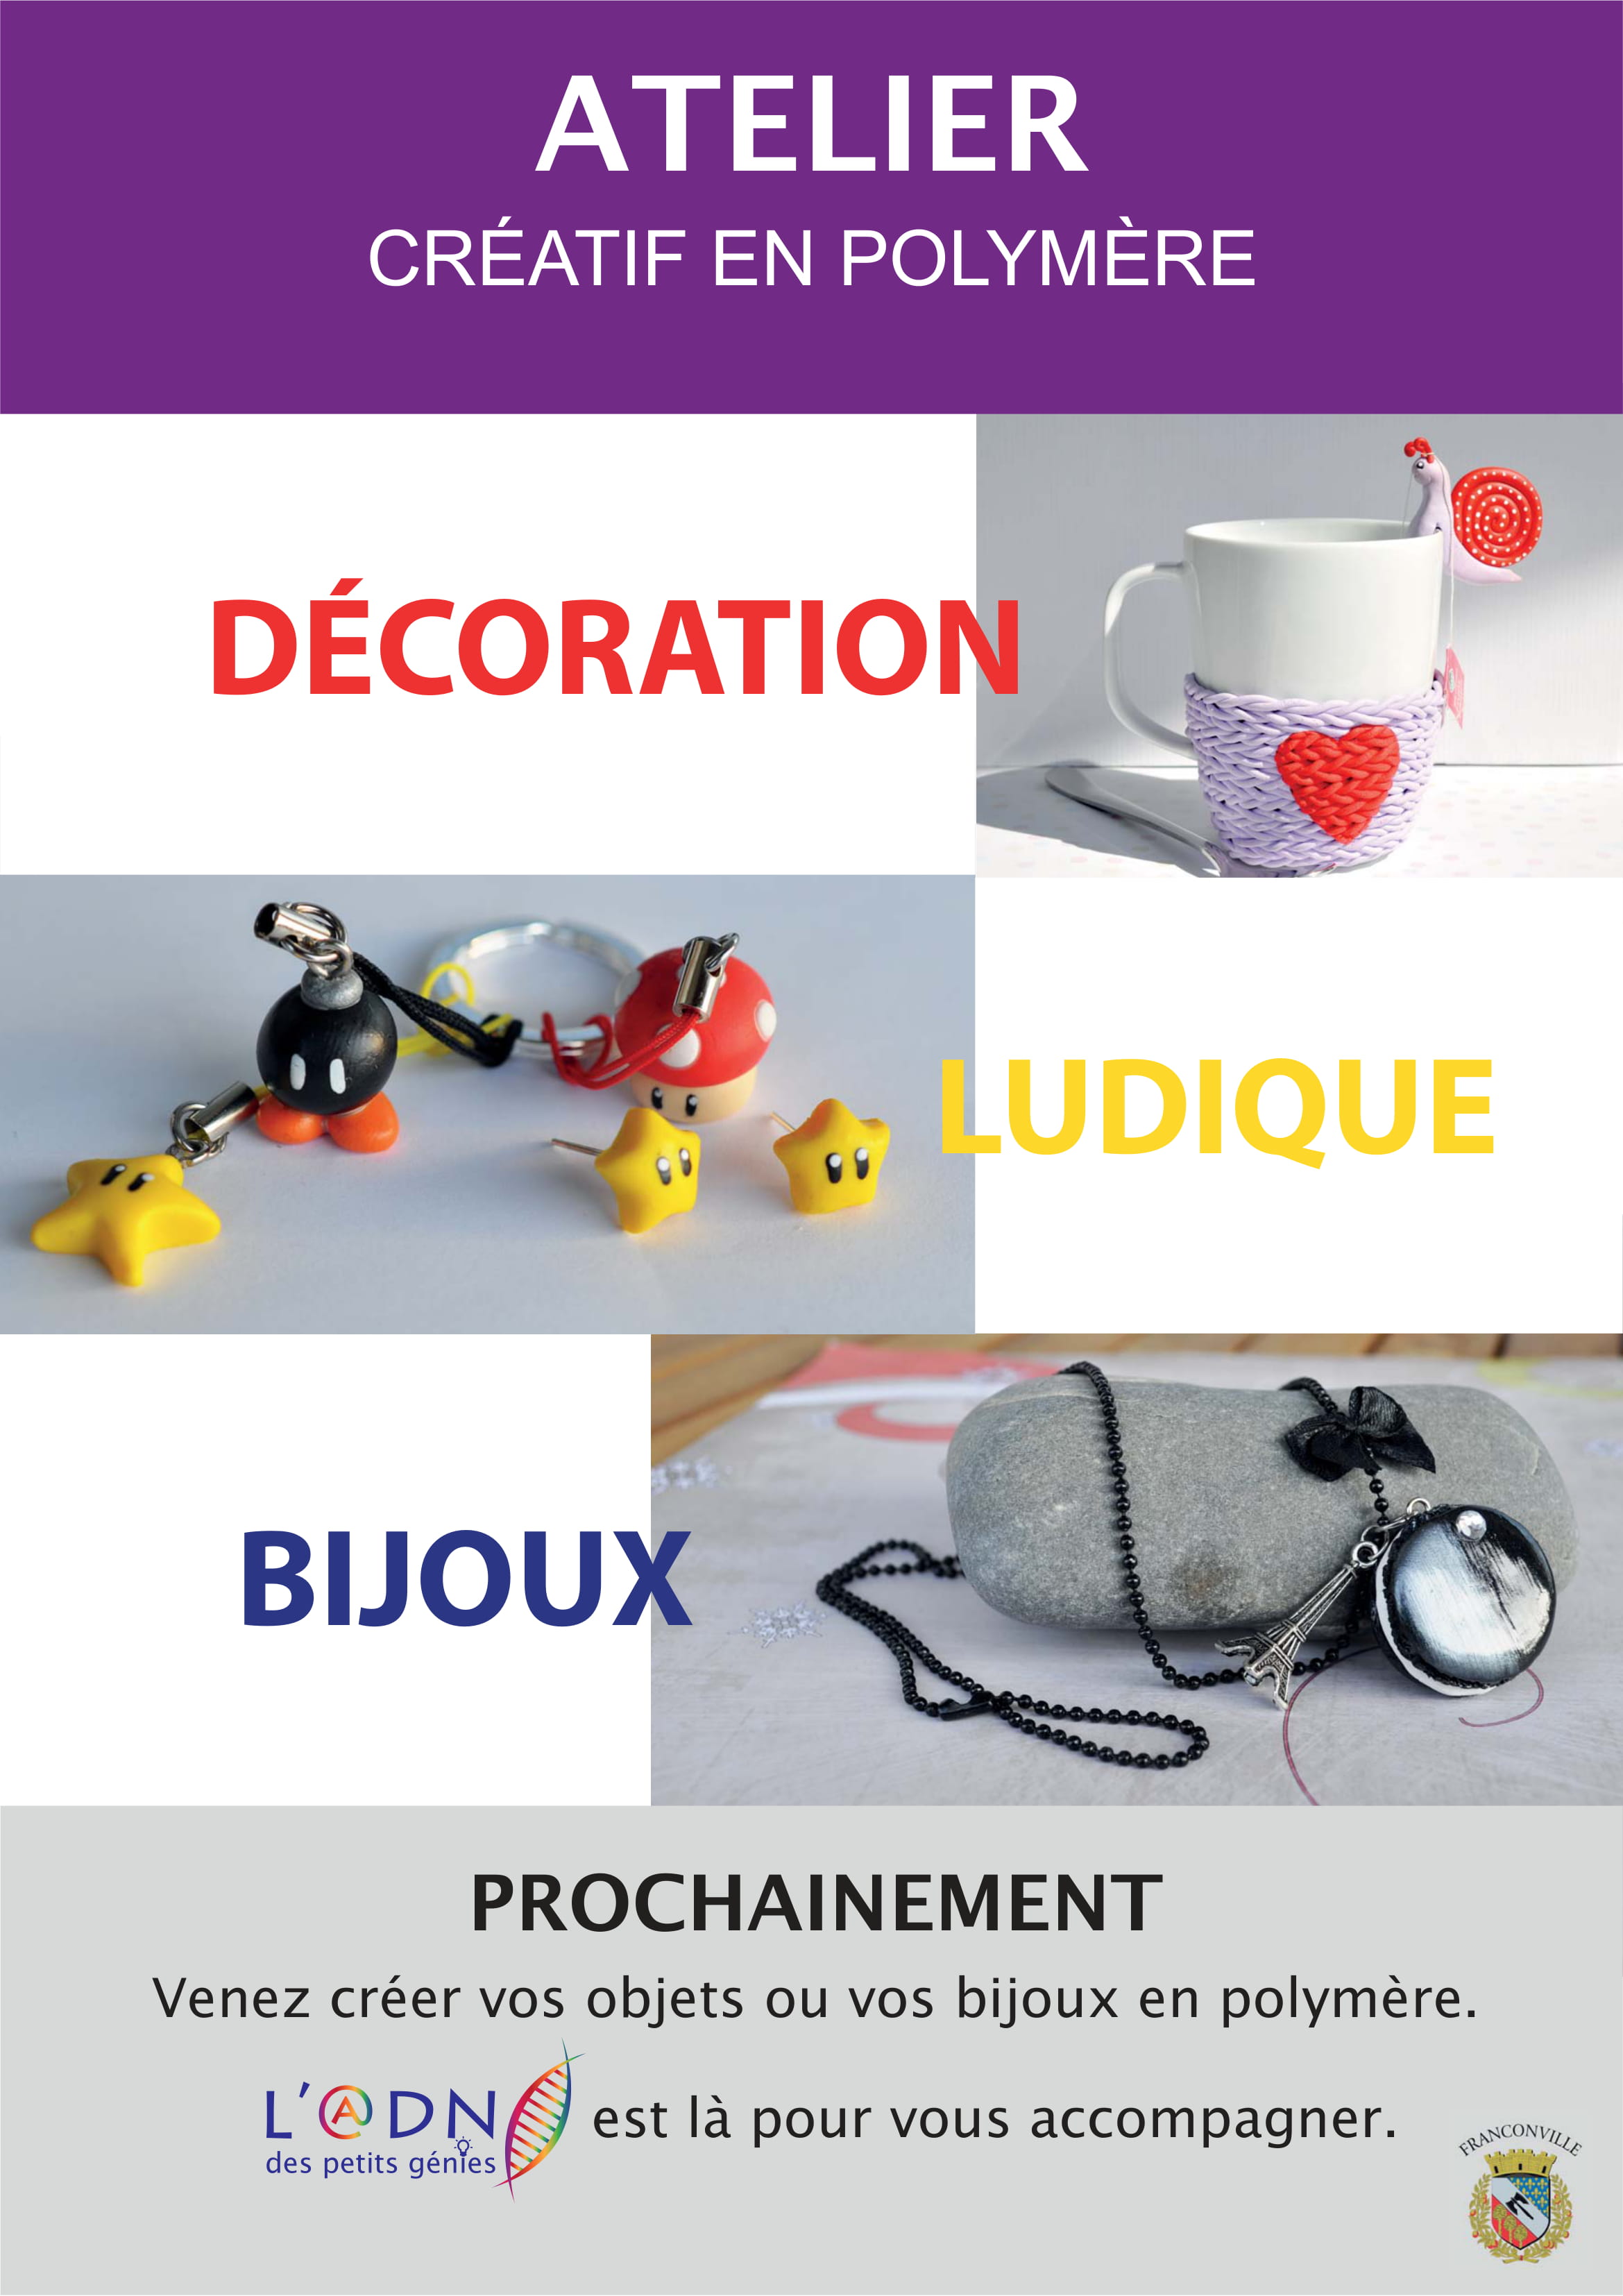 ATELIER
CRÉATIF EN POLYMÈRE
DÉCORATION
LUDIQUE
BIJOUX
PROCHAINEMENT
Venez créer vos objets ou vos bijoux en polymère.
L'@DN
des petits génies
est là pour vous accompagner.
FRANCONVILLE